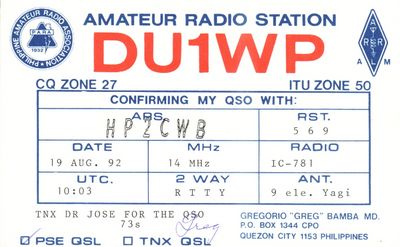 AMATEUR RADIO STATION
PHILIPPINE AMATEUR RADIO ASSOCIATION
PARA
1932
DU1WP
A R R L
CQ ZONE 27
ITU ZONE 50
CONFIRMING MY QSO WITH:
ABS.
RST.
HP2CWB
569
DATE
MHz
RADIO
19 AUG. 92
14 MHz
IC-781
UTC.
2 WAY
ANT.
10:03
RTTY
9 ele. Yagi
TNX DR JOSE FOR THE QSO
73s
Greg
GREGORIO "GREG" BAMBA MD.
P.O. BOX 1344 CPO
QUEZON CITY 1153 PHILIPPINES
PSE QSL
TNX QSL